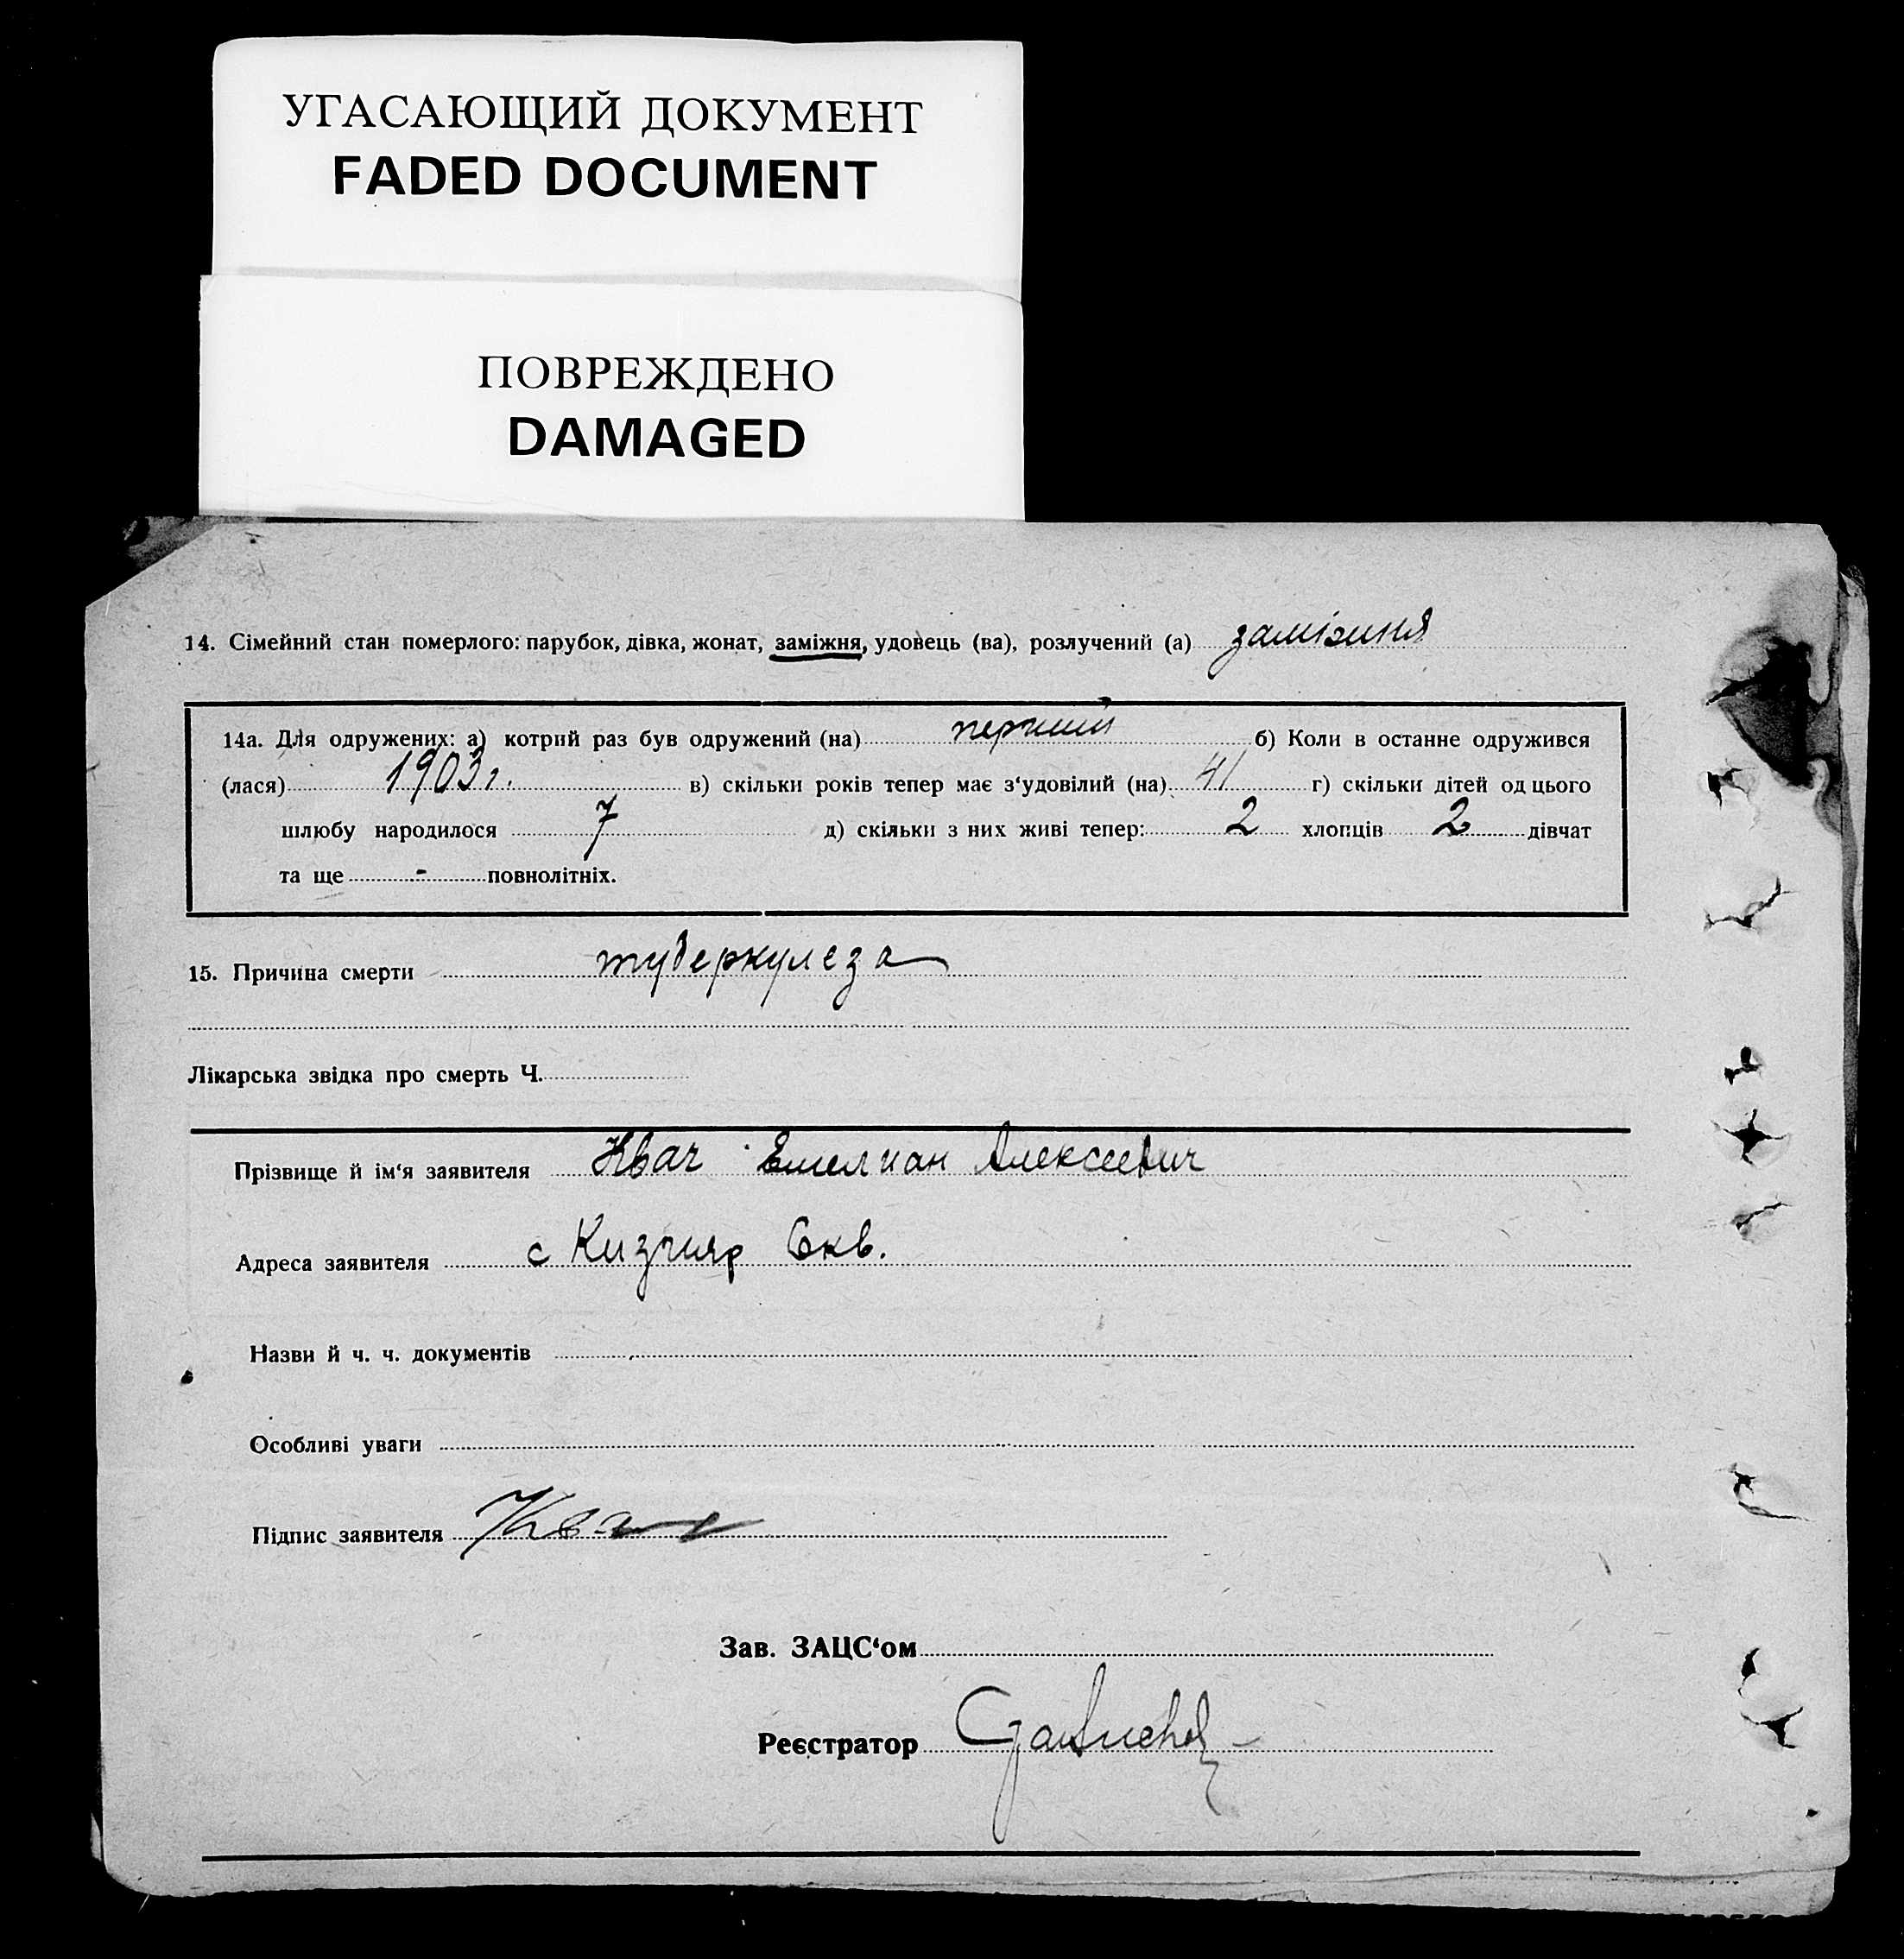 УГАСАЮЩИЙ ДОКУМЕНТ
FADED DOCUMENT
ПОВРЕЖДЕНО
DAMAGED
14. Сімейний стан померлого: парубок, дівка, жонат, заміжня, удовець (ва), розлучений (а) заміжня
14а. Для одружених: а) котрий раз був одружений (на) перший б) Коли в останне одружився
(лася) 1903 г. в) скільки років тепер має з‘удовілий (на) 41 г) скільки дітей од цього
шлюбу народилося 7 д) скільки з них живі тепер: 2 хлопців 2 дівчат
та ще - повнолітніх.
15. Причина смерти туберкулеза
Лікарська звідка про смерть Ч.
Прізвище й ім‘я заявителя Квач Емелиан Алексеевич
Адреса заявителя с Кизчияр
Назви й ч. ч. документів
Особливі уваги
Підпис заявителя Квач
Зав. ЗАЦС‘ом
Реєстратор